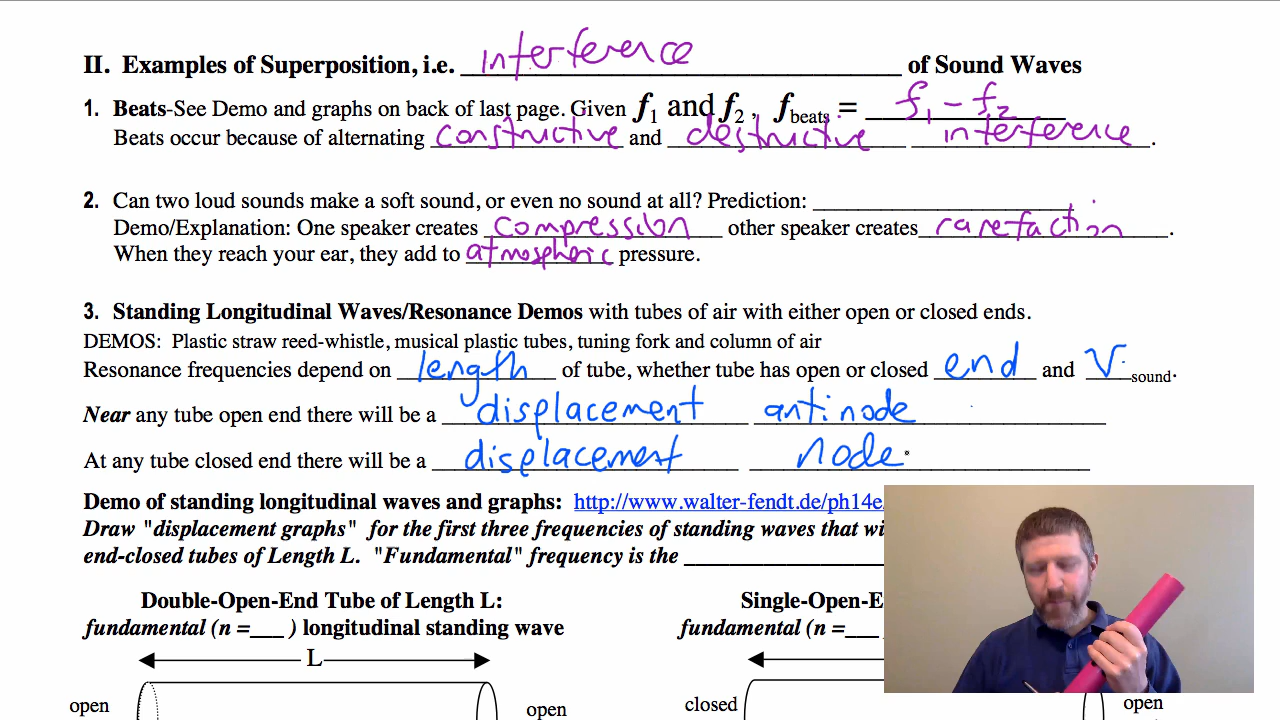 II. Examples of Superposition, i.e. interference of Sound Waves
1. Beats-See Demo and graphs on back of last page. Given f1 and f2, fbeats = f1 - f2
Beats occur because of alternating constructive and destructive interference.
2. Can two loud sounds make a soft sound, or even no sound at all? Prediction:
Demo/Explanation: One speaker creates compression other speaker creates rarefaction.
When they reach your ear, they add to atmospheric pressure.
3. Standing Longitudinal Waves/Resonance Demos with tubes of air with either open or closed ends.
DEMOS: Plastic straw reed-whistle, musical plastic tubes, tuning fork and column of air
Resonance frequencies depend on length of tube, whether tube has open or closed end and Vsound.
Near any tube open end there will be a displacement antinode
At any tube closed end there will be a displacement node
Demo of standing longitudinal waves and graphs: http://www.walter-fendt.de/ph14e
Draw "displacement graphs" for the first three frequencies of standing waves that wi
end-closed tubes of Length L. "Fundamental" frequency is the
Double-Open-End Tube of Length L: Single-Open-E
fundamental (n =___ ) longitudinal standing wave fundamental (n =___
L
open open closed open